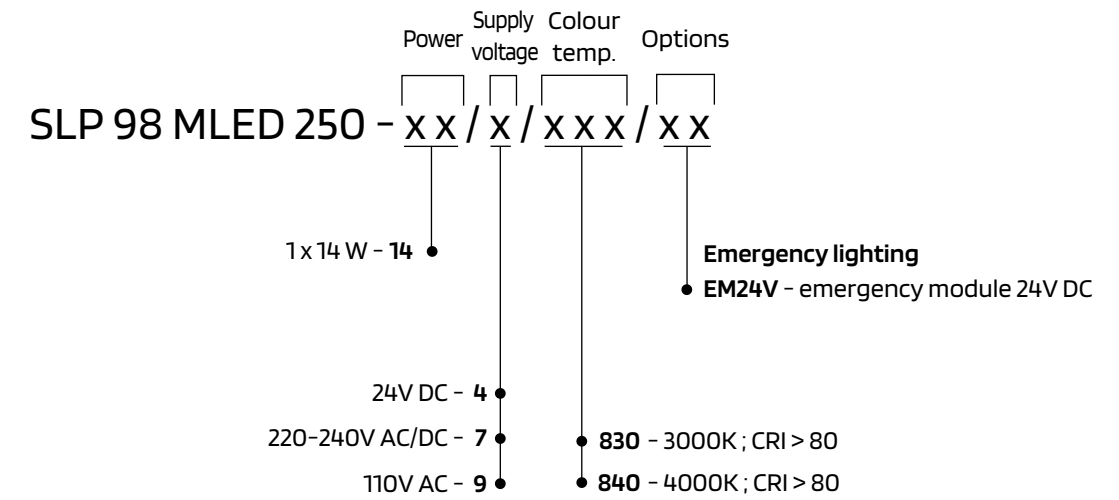 Power
Supply
voltage
Colour
temp.
Options
SLP 98 MLED 250 - x x / x / x x x / x x
1 x 14 W - 14
Emergency lighting
EM24V - emergency module 24V DC
24V DC - 4
220-240V AC/DC - 7
830 - 3000K ; CRI > 80
110V AC - 9
840 - 4000K ; CRI > 80